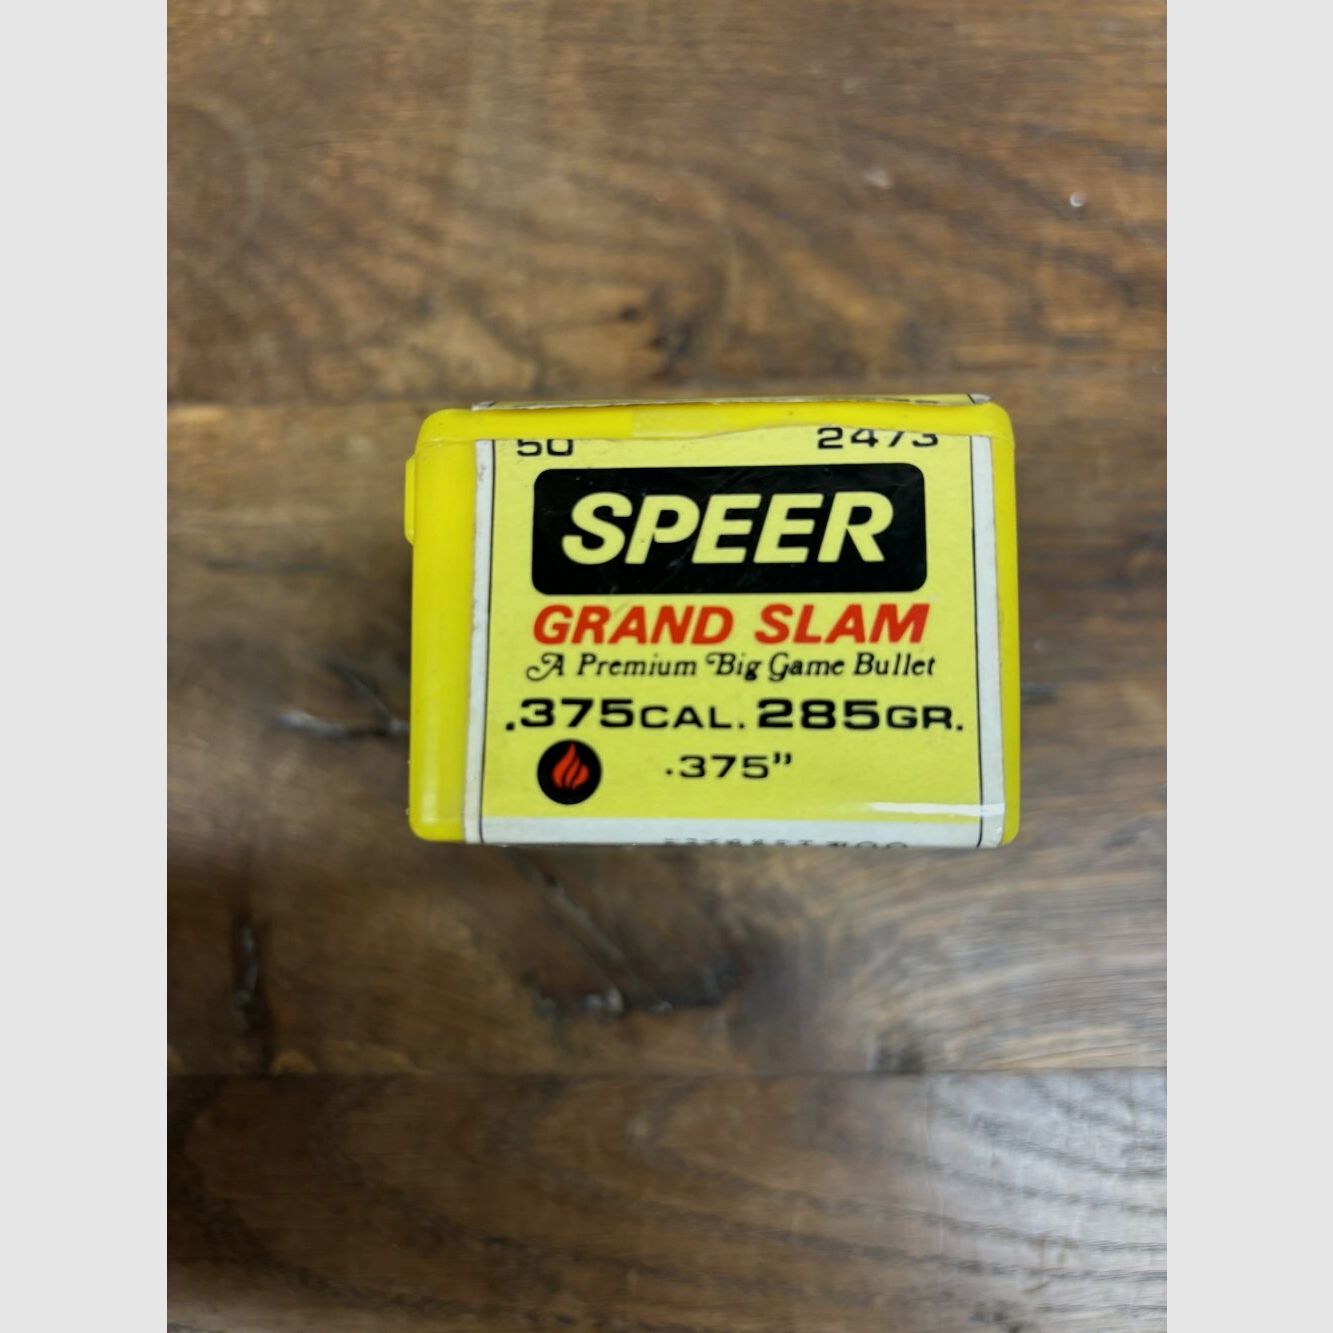 50 2473
SPEER
GRAND SLAM
A Premium Big Game Bullet
.375CAL. 285GR.
.375"